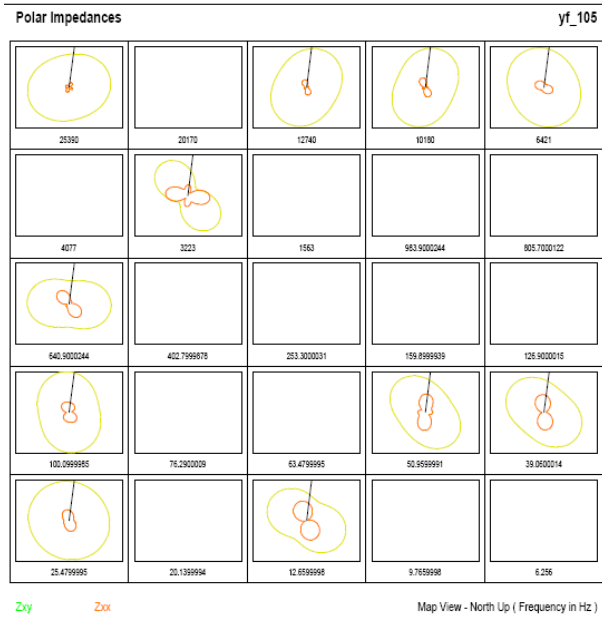 Polar Impedances yf_105
25390 20170 12740 10180 6421
4077 3223 1563 983.9000244 805.7000122
640.9000244 402.7999878 253.3000031 159.8999939 126.9000015
100.0999985 76.2900009 63.4799995 50.9599991 39.0600014
25.4799995 20.1399994 12.6599998 9.7659998 6.256
Zxy Zxx Map View - North Up ( Frequency in Hz )